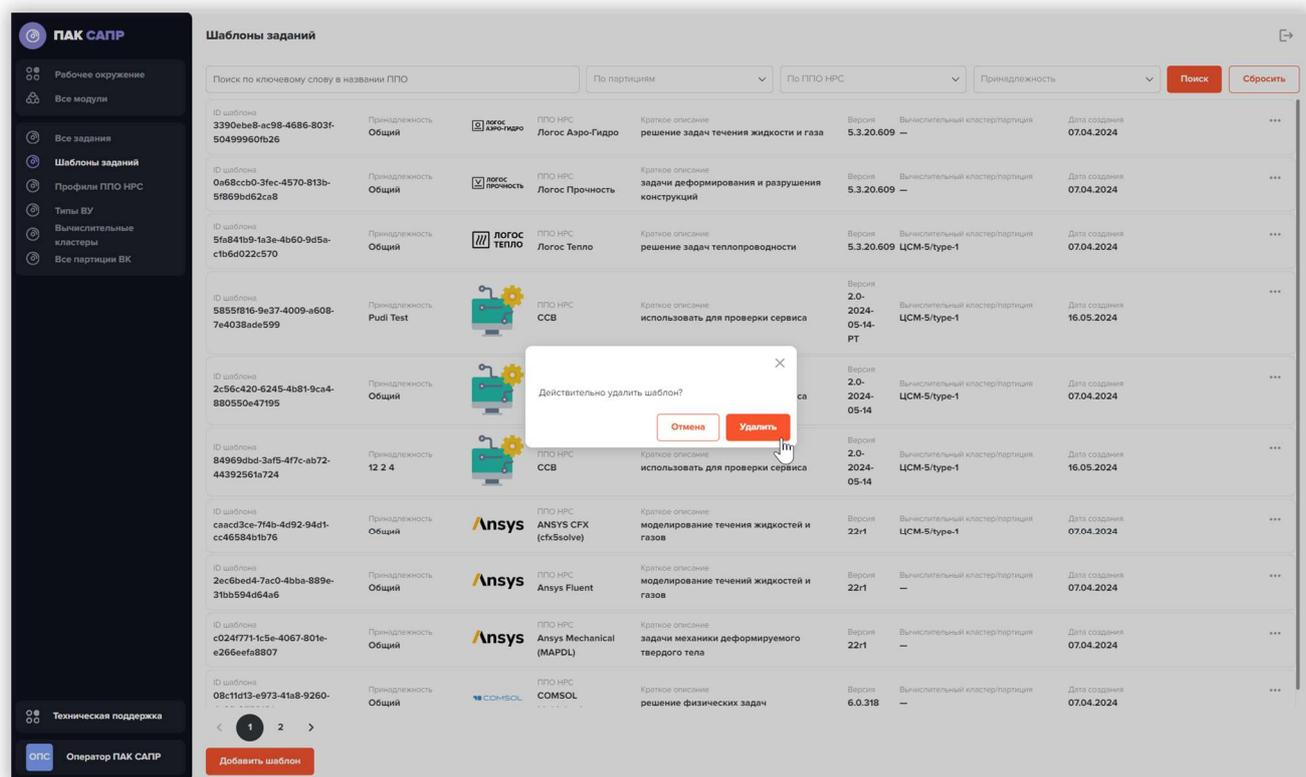 ПАК САПР
Рабочее окружение
Все модули
Все задания
Шаблоны заданий
Профили ППО HPC
Типы ВУ
Вычислительные
кластеры
Все партиции ВК
Техническая поддержка
ОПС Оператор ПАК САПР
Шаблоны заданий
Поиск по ключевому слову в названии ППО По партициям По ППО HPC Принадлежность Поиск Сбросить
ID шаблона
3390ebe8-ac98-4686-803f-
50499960fb26
Принадлежность
Общий
ЛОГОС
АЭРО-ГИДРО
ППО HPC
Логос Аэро-Гидро
Краткое описание
решение задач течения жидкости и газа
Версия
5.3.20.609
Вычислительный кластер/партиция
—
Дата создания
07.04.2024
ID шаблона
0a68ccb0-3fec-4570-813b-
5f869bd62ca8
Принадлежность
Общий
ЛОГОС
ПРОЧНОСТЬ
ППО HPC
Логос Прочность
Краткое описание
задачи деформирования и разрушения
конструкций
Версия
5.3.20.609
Вычислительный кластер/партиция
—
Дата создания
07.04.2024
ID шаблона
5fa841b9-1a3e-4b60-9d5a-
c1b6d022c570
Принадлежность
Общий
ЛОГОС
ТЕПЛО
ППО HPC
Логос Тепло
Краткое описание
решение задач теплопроводности
Версия
5.3.20.609
Вычислительный кластер/партиция
ЦСМ-5/type-1
Дата создания
07.04.2024
ID шаблона
5855f816-9e37-4009-a608-
7e4038ade599
Принадлежность
Pudi Test
ППО HPC
ССВ
Краткое описание
использовать для проверки сервиса
Версия
2.0-
2024-
05-14-
PT
Вычислительный кластер/партиция
ЦСМ-5/type-1
Дата создания
16.05.2024
ID шаблона
2c56c420-6245-4b81-9ca4-
880550e47195
Принадлежность
Общий
са
Версия
2.0-
2024-
05-14
Вычислительный кластер/партиция
ЦСМ-5/type-1
Дата создания
07.04.2024
Действительно удалить шаблон?
Отмена Удалить
ID шаблона
84969dbd-3af5-4f7c-ab72-
44392561a724
Принадлежность
12 2 4
ППО HPC
ССВ
Краткое описание
использовать для проверки сервиса
Версия
2.0-
2024-
05-14
Вычислительный кластер/партиция
ЦСМ-5/type-1
Дата создания
16.05.2024
ID шаблона
caacd3ce-7f4b-4d92-94d1-
cc46584b1b76
Принадлежность
Общий
Ansys
ППО HPC
ANSYS CFX
(cfx5solve)
Краткое описание
моделирование течения жидкостей и
газов
Версия
22r1
Вычислительный кластер/партиция
ЦСМ-5/type-1
Дата создания
07.04.2024
ID шаблона
2ec6bed4-7ac0-4bba-889e-
31bb594d64a6
Принадлежность
Общий
Ansys
ППО HPC
Ansys Fluent
Краткое описание
моделирование течений жидкостей и
газов
Версия
22r1
Вычислительный кластер/партиция
—
Дата создания
07.04.2024
ID шаблона
c024f771-1c5e-4067-801e-
e266eefa8807
Принадлежность
Общий
Ansys
ППО HPC
Ansys Mechanical
(MAPDL)
Краткое описание
задачи механики деформируемого
твердого тела
Версия
22r1
Вычислительный кластер/партиция
—
Дата создания
07.04.2024
ID шаблона
08c11d13-e973-41a8-9260-
Принадлежность
Общий
COMSOL
ППО HPC
COMSOL
Краткое описание
решение физических задач
Версия
6.0.318
Вычислительный кластер/партиция
—
Дата создания
07.04.2024
1 2
Добавить шаблон